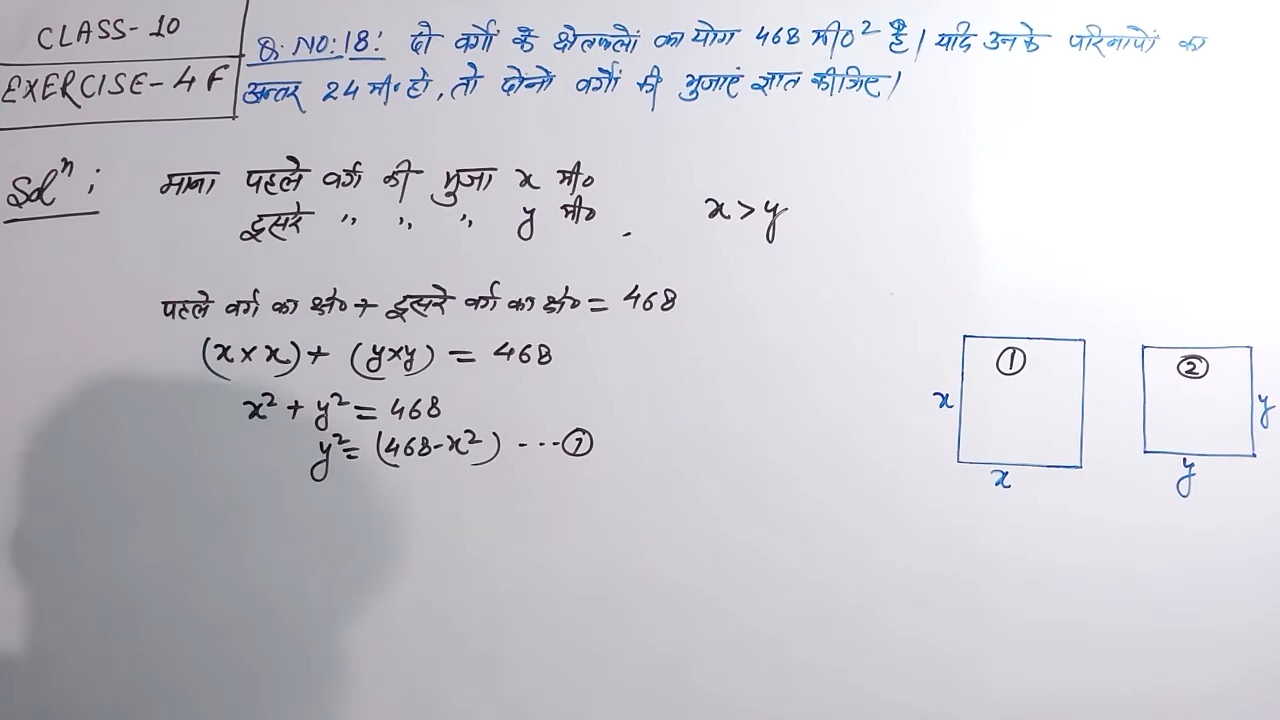 CLASS-10
EXERCISE-4F
Q.NO:18: दो वर्गों के क्षेत्रफलों का योग 468 मी०² है। यदि उनके परिमापों का
अन्तर 24 मी० हो, तो दोनों वर्गों की भुजाएं ज्ञात कीजिए।
Solⁿ: माना पहले वर्ग की भुजा x मी०
दूसरे " " " y मी०. x > y
पहले वर्ग का क्षे० + दूसरे वर्ग का क्षे० = 468
(x × x) + (y × y) = 468
x² + y² = 468
y² = (468 - x²) ---①
①
x
x
②
y
y